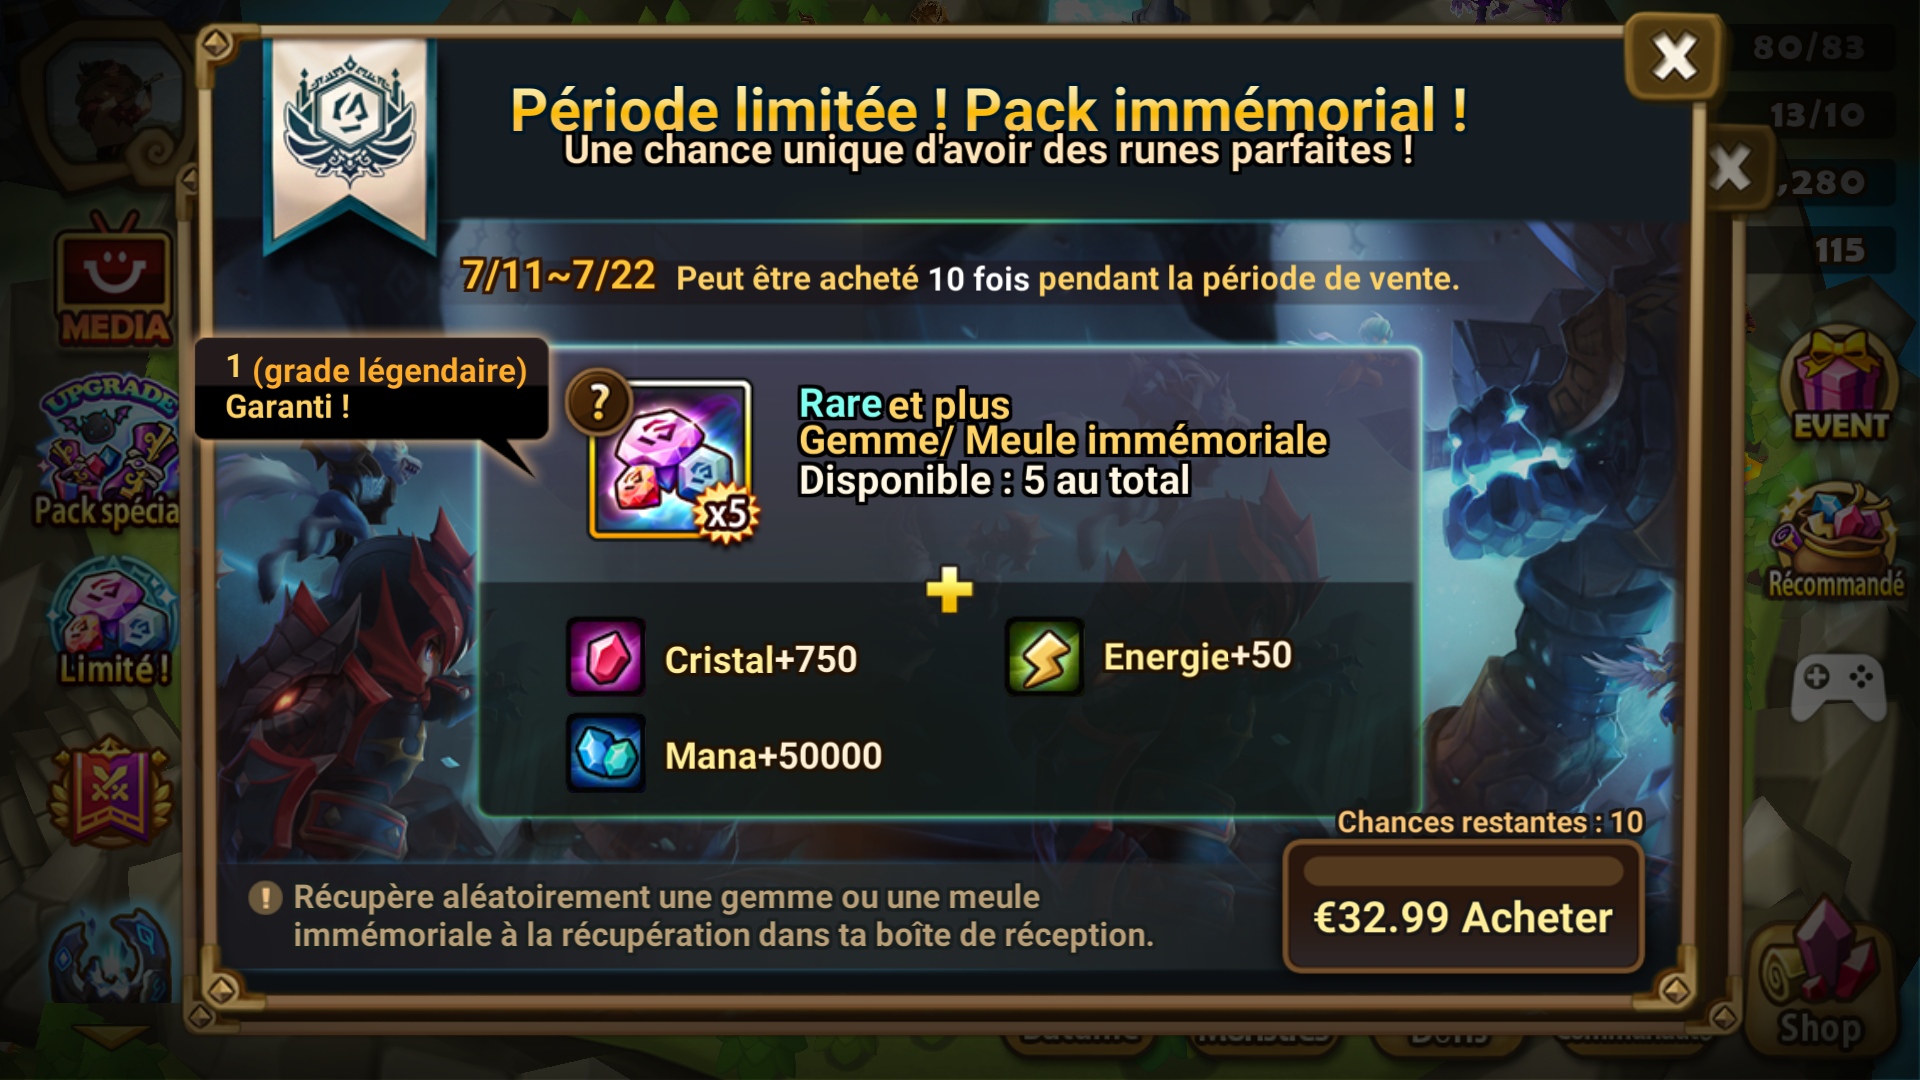 Période limitée ! Pack immémorial !
Une chance unique d'avoir des runes parfaites !
80/83
13/10
,280
115
7/11~7/22 Peut être acheté 10 fois pendant la période de vente.
MEDIA
1 (grade légendaire)
Garanti !
?
x5
Rare et plus
Gemme/ Meule immémoriale
Disponible : 5 au total
UPGRADE
Pack spécia
EVENT
Récommandé
Limité !
Cristal+750
Energie+50
Mana+50000
Chances restantes : 10
€32.99 Acheter
Récupère aléatoirement une gemme ou une meule
immémoriale à la récupération dans ta boîte de réception.
Shop